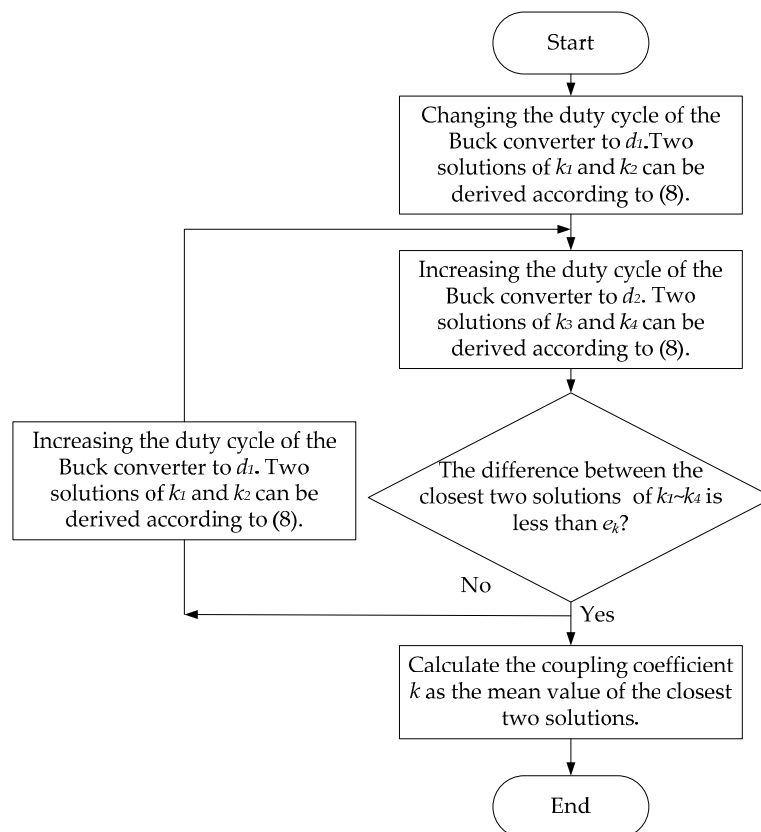 Start
Changing the duty cycle of the
Buck converter to d1.Two
solutions of k1 and k2 can be
derived according to (8).
Increasing the duty cycle of the
Buck converter to d2. Two
solutions of k3 and k4 can be
derived according to (8).
Increasing the duty cycle of the
Buck converter to d1. Two
solutions of k1 and k2 can be
derived according to (8).
The difference between the
closest two solutions of k1~k4 is
less than ek?
No
Yes
Calculate the coupling coefficient
k as the mean value of the closest
two solutions.
End